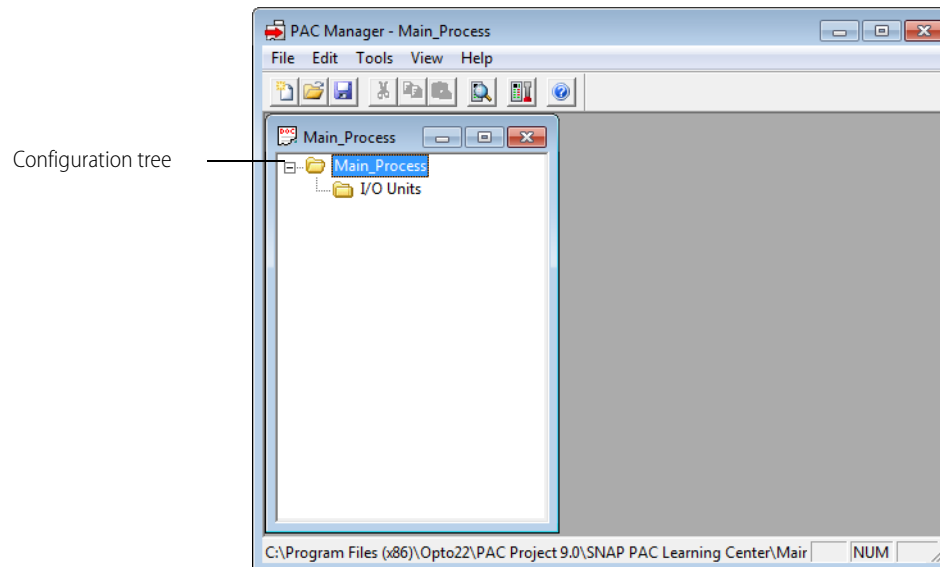 PAC Manager - Main_Process
File Edit Tools View Help
Main_Process
Configuration tree
Main_Process
I/O Units
C:\Program Files (x86)\Opto22\PAC Project 9.0\SNAP PAC Learning Center\Mair
NUM